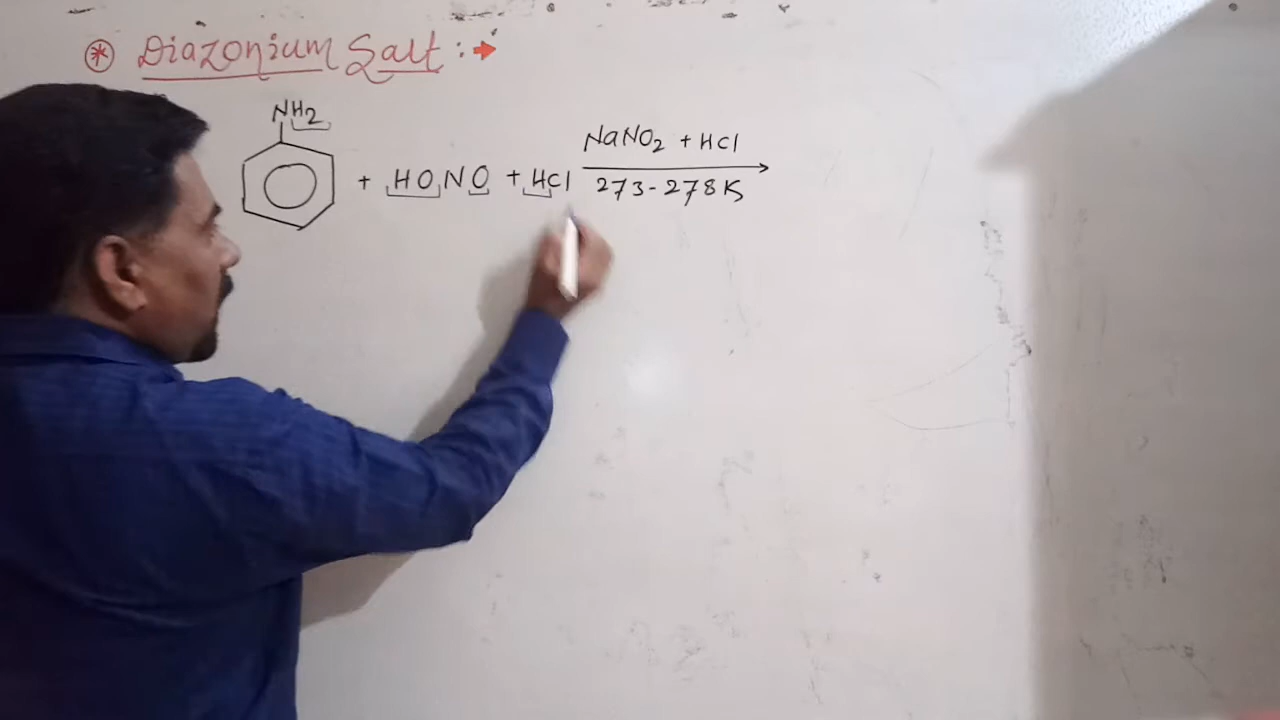 * Diazonium Salt :→
NH2
+ HONO + HCl
NaNO2 + HCl
273-278K